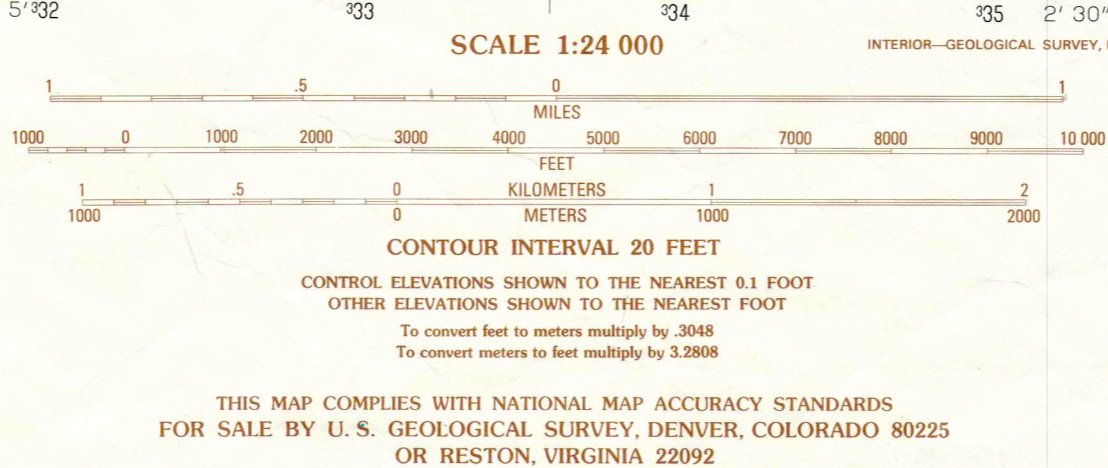 5' 332 333 334 335 2' 30"
SCALE 1:24 000
INTERIOR—GEOLOGICAL SURVEY,
1 .5 0 1
MILES
1000 0 1000 2000 3000 4000 5000 6000 7000 8000 9000 10 000
FEET
1 .5 0 KILOMETERS 1 2
1000 0 METERS 1000 2000
CONTOUR INTERVAL 20 FEET
CONTROL ELEVATIONS SHOWN TO THE NEAREST 0.1 FOOT
OTHER ELEVATIONS SHOWN TO THE NEAREST FOOT
To convert feet to meters multiply by .3048
To convert meters to feet multiply by 3.2808
THIS MAP COMPLIES WITH NATIONAL MAP ACCURACY STANDARDS
FOR SALE BY U. S. GEOLOGICAL SURVEY, DENVER, COLORADO 80225
OR RESTON, VIRGINIA 22092